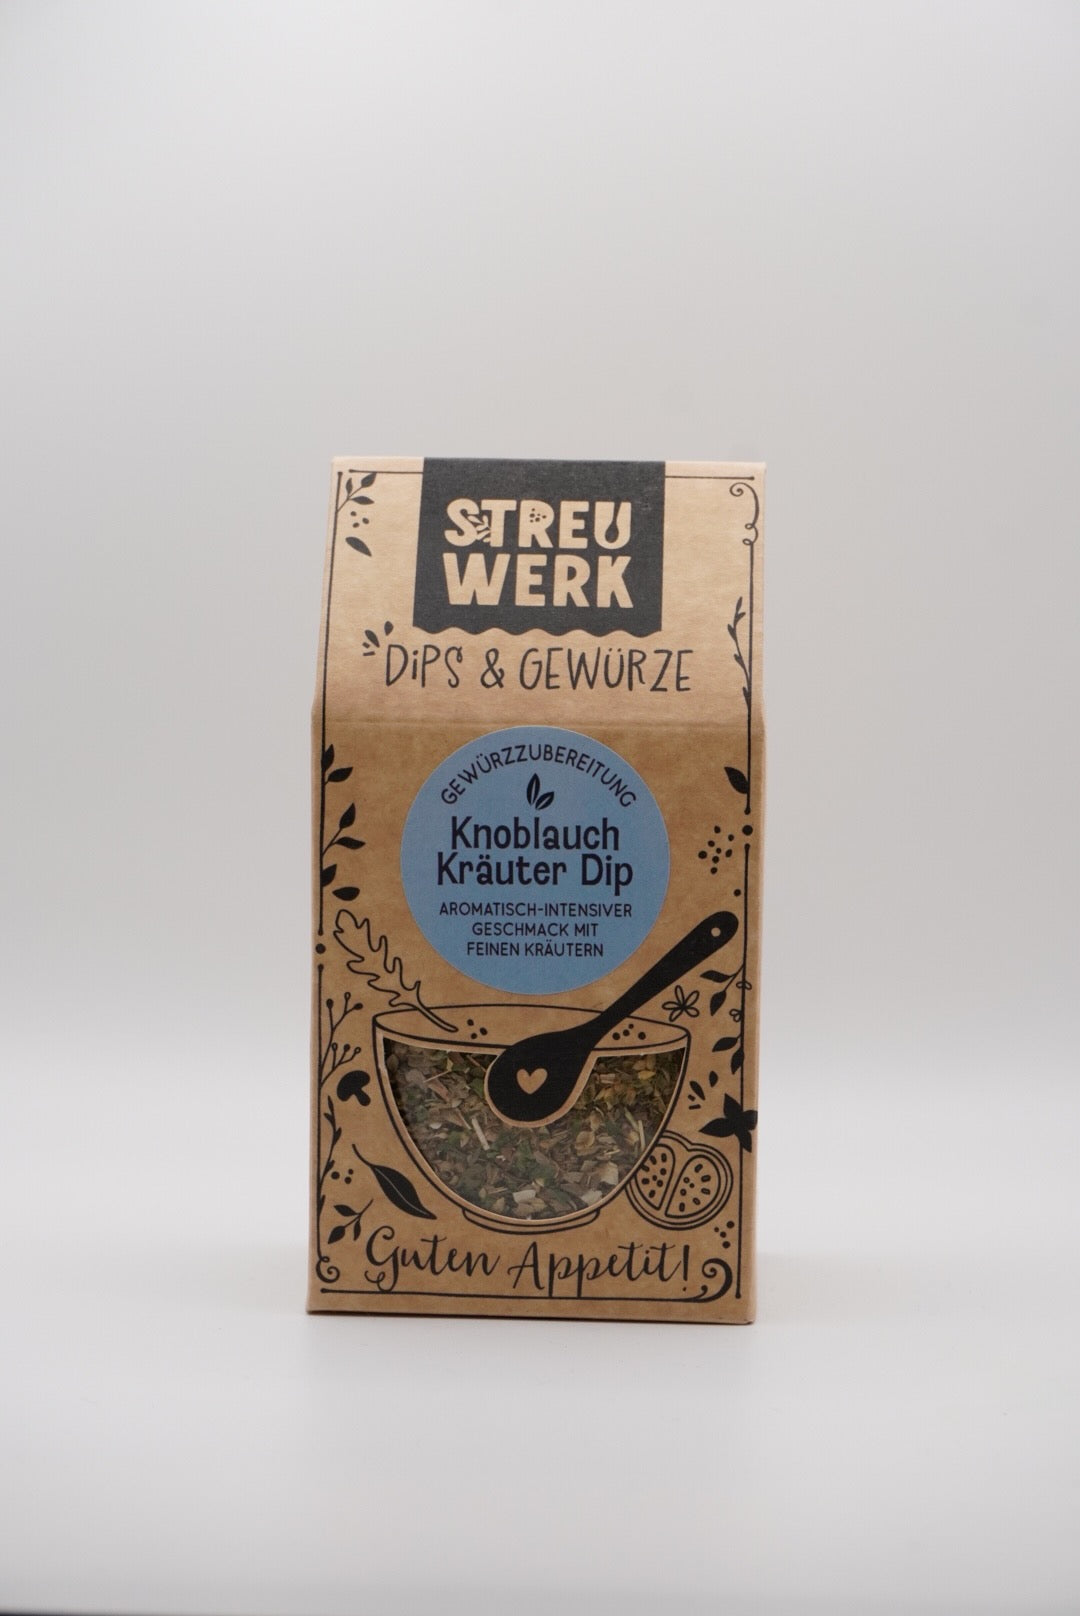 STREU
WERK
DiPS & GEWÜRZE
GEWÜRZZUBEREITUNG
Knoblauch
Kräuter Dip
AROMATISCH-INTENSIVER
GESCHMACK MIT
FEINEN KRÄUTERN
Guten Appetit!